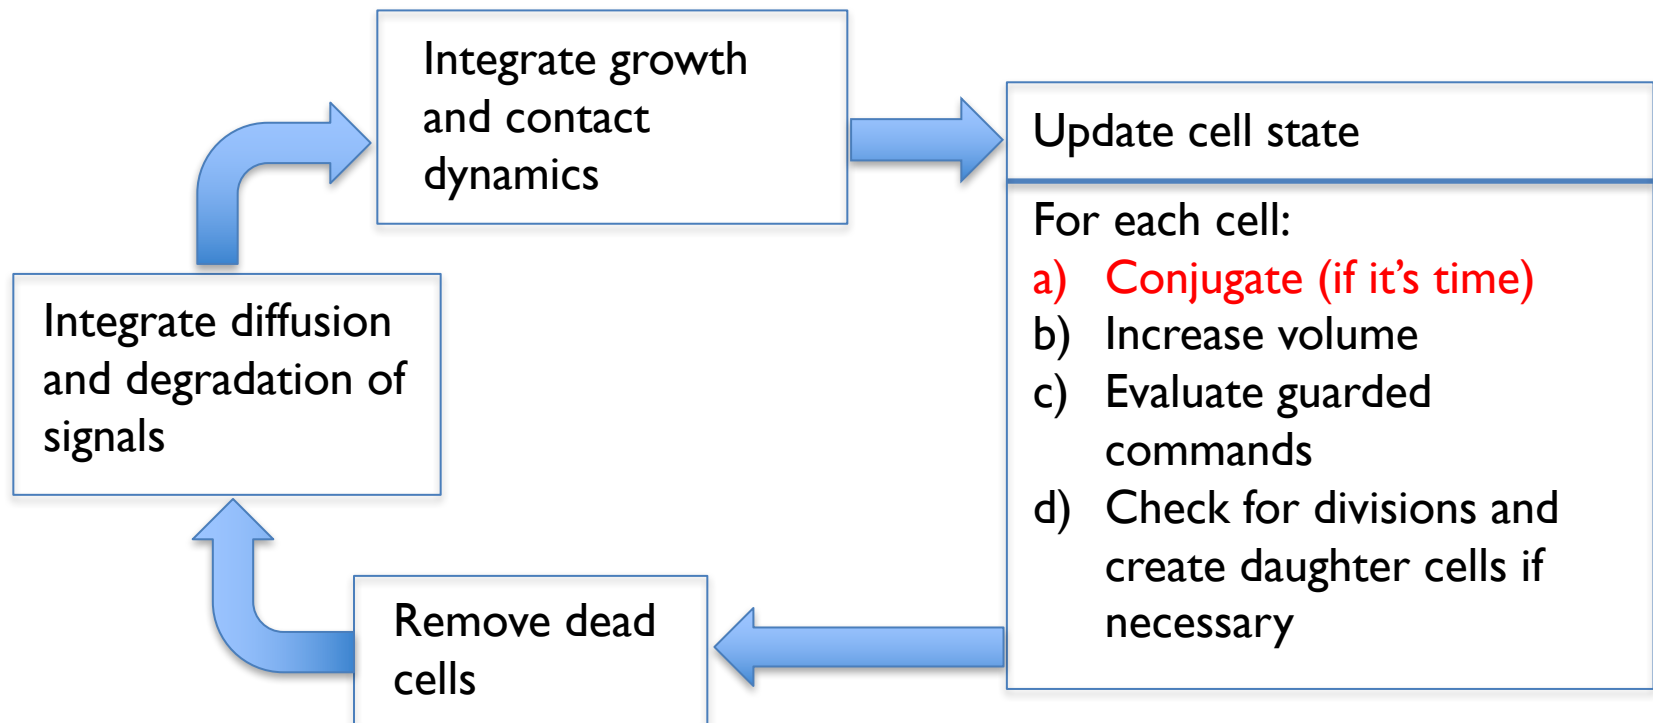 Integrate growth
and contact
dynamics
Update cell state
For each cell:
a) Conjugate (if it’s time)
b) Increase volume
c) Evaluate guarded
commands
d) Check for divisions and
create daughter cells if
necessary
Remove dead
cells
Integrate diffusion
and degradation of
signals